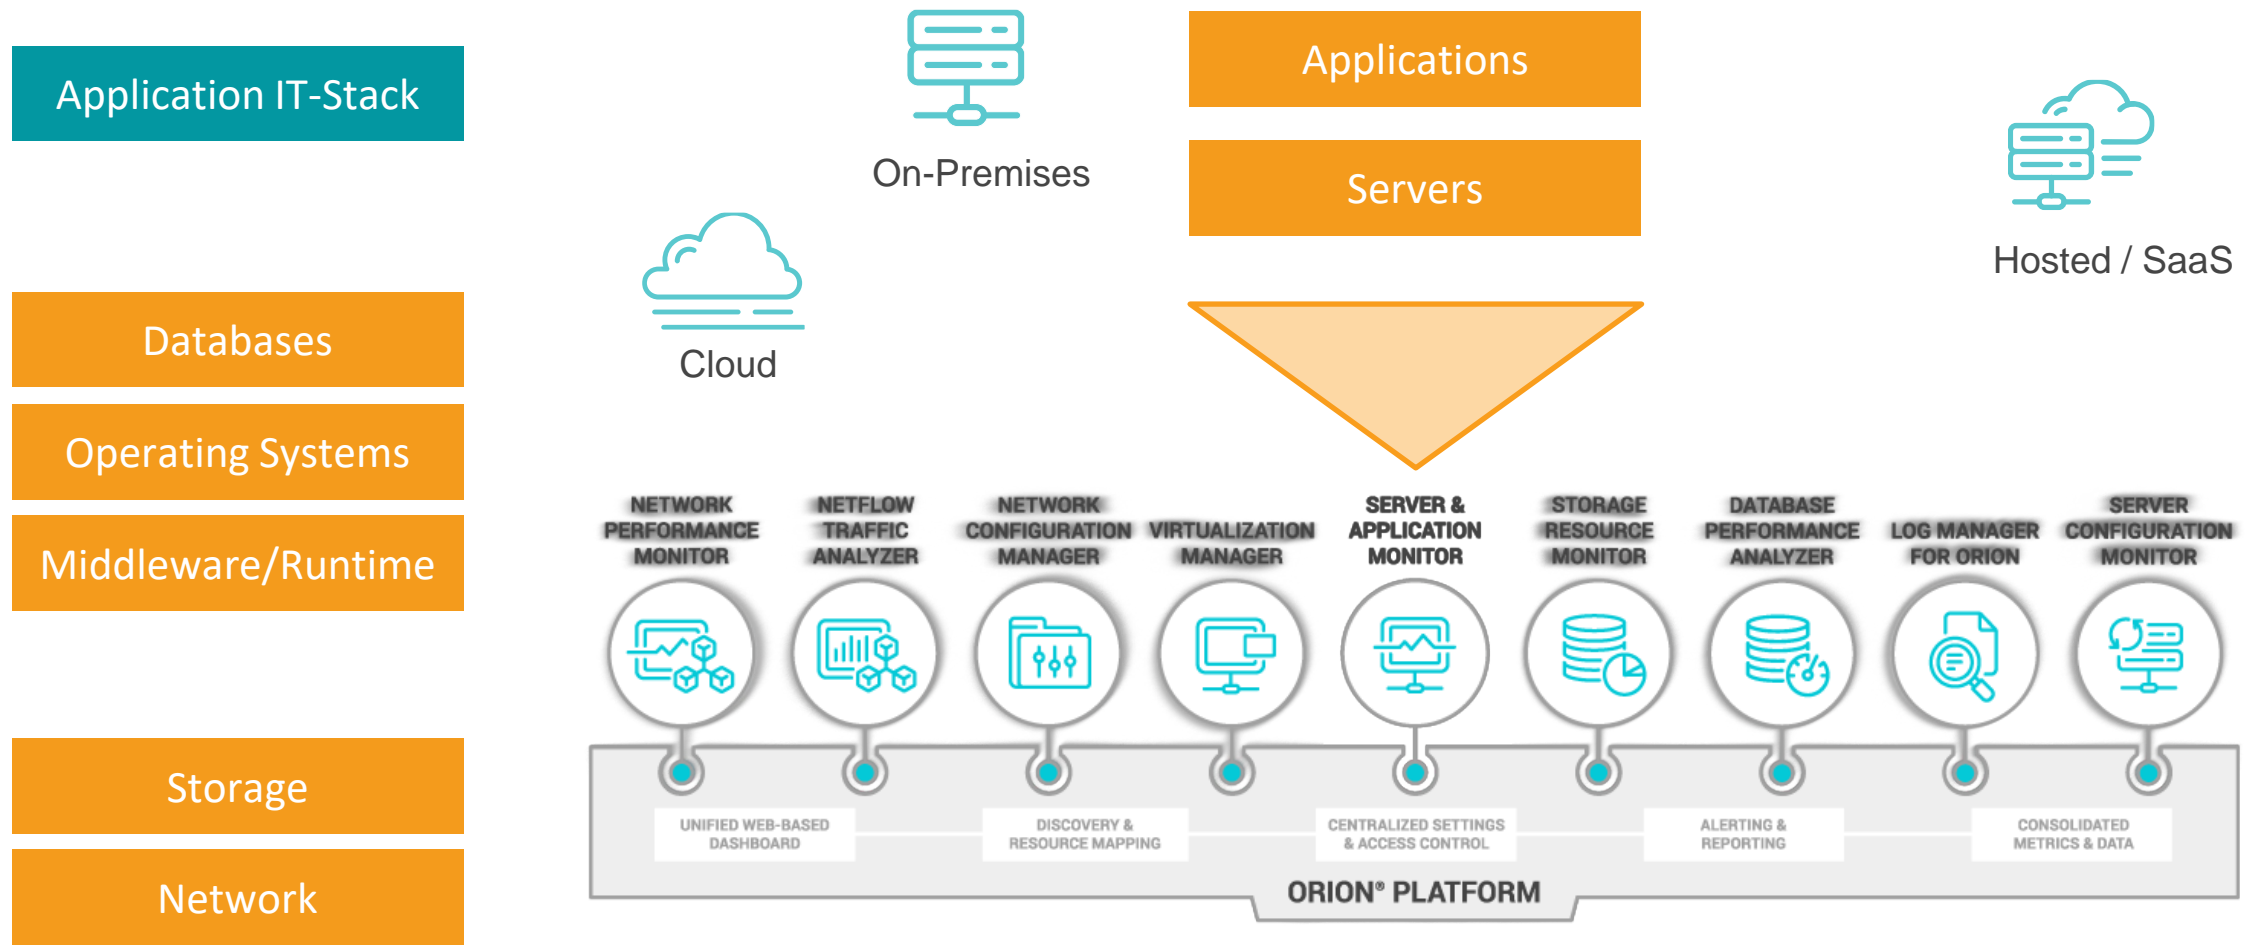 Application IT-Stack
Databases
Operating Systems
Middleware/Runtime
Storage
Network
On-Premises
Cloud
Applications
Servers
Hosted / SaaS
NETWORK
PERFORMANCE
MONITOR
NETFLOW
TRAFFIC
ANALYZER
NETWORK
CONFIGURATION
MANAGER
VIRTUALIZATION
MANAGER
SERVER &
APPLICATION
MONITOR
STORAGE
RESOURCE
MONITOR
DATABASE
PERFORMANCE
ANALYZER
LOG MANAGER
FOR ORION
SERVER
CONFIGURATION
MONITOR
UNIFIED WEB-BASED
DASHBOARD
DISCOVERY &
RESOURCE MAPPING
CENTRALIZED SETTINGS
& ACCESS CONTROL
ALERTING &
REPORTING
CONSOLIDATED
METRICS & DATA
ORION® PLATFORM